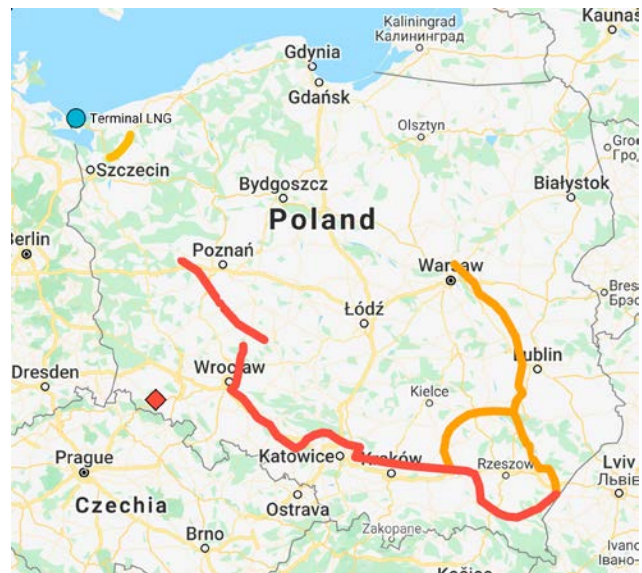 Kaliningrad
Калининград
Kaunas
Gdynia
Gdańsk
Terminal LNG
Olsztyn
Szczecin
Białystok
Bydgoszcz
Poland
Berlin
Poznań
Warsaw
Łódź
Dresden
Wrocław
Lublin
Kielce
Prague
Katowice
Kraków
Rzeszow
Lviv
Львів
Czechia
Ostrava
Zakopane
Brno